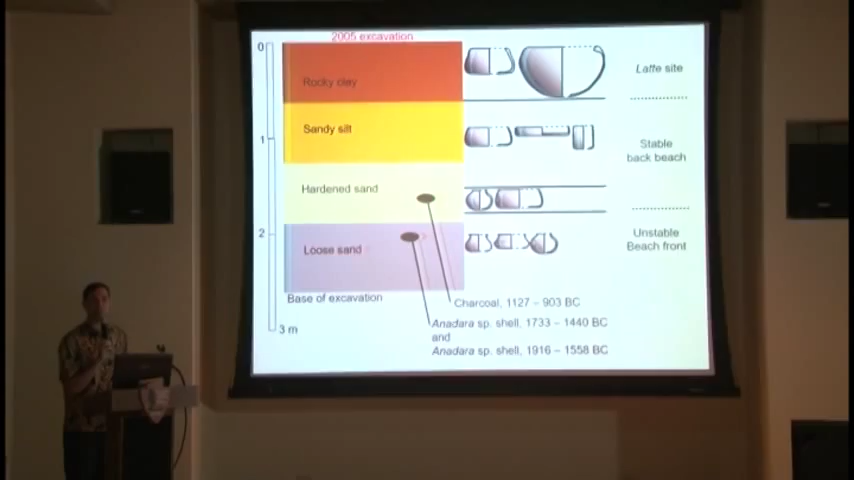 2005 excavation
0
Rocky clay
Latte site
Sandy silt
1
Stable
back beach
Hardened sand
2
Unstable
Beach front
Loose sand
Base of excavation
Charcoal, 1127 – 903 BC
3 m
Anadara sp. shell, 1733 – 1440 BC
and
Anadara sp. shell, 1916 – 1558 BC